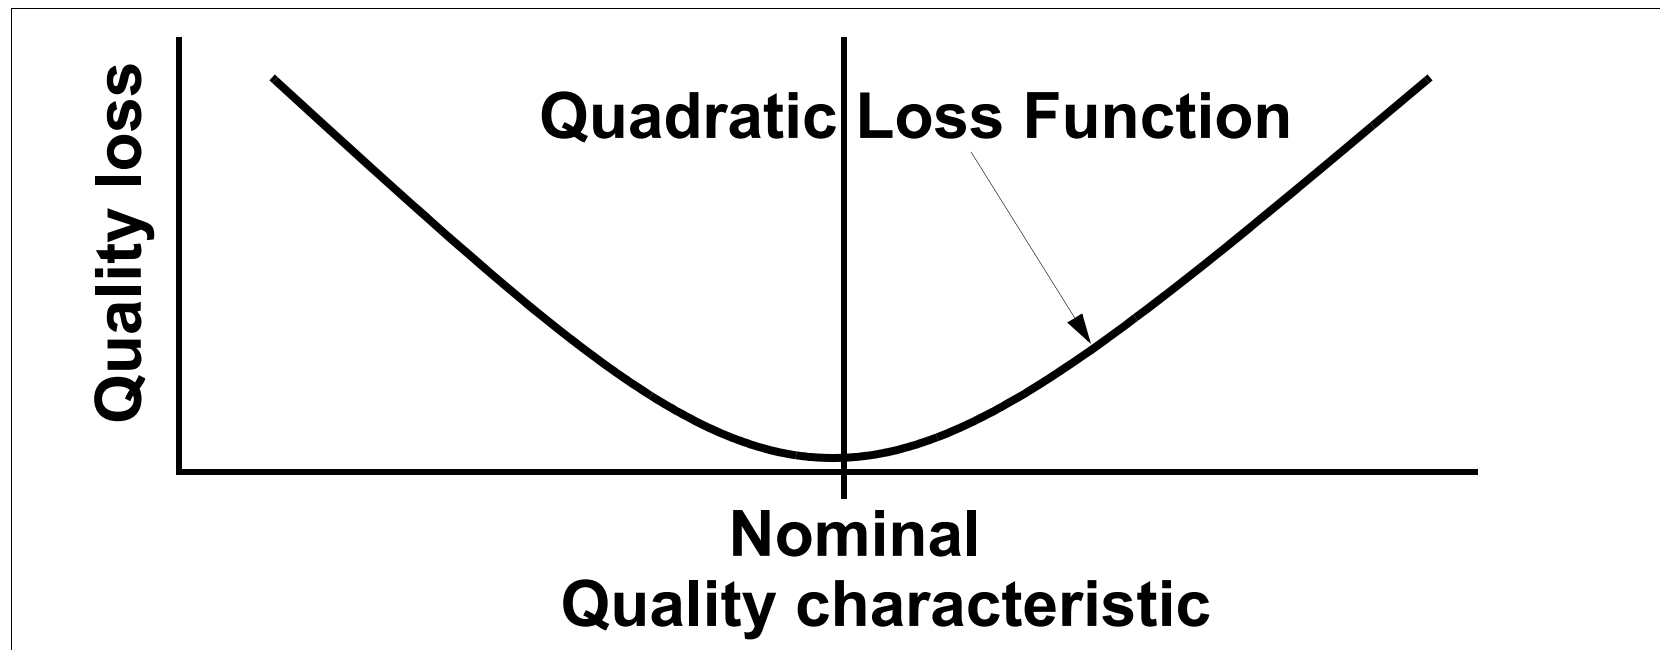 Quality loss
Quadratic Loss Function
Nominal
Quality characteristic